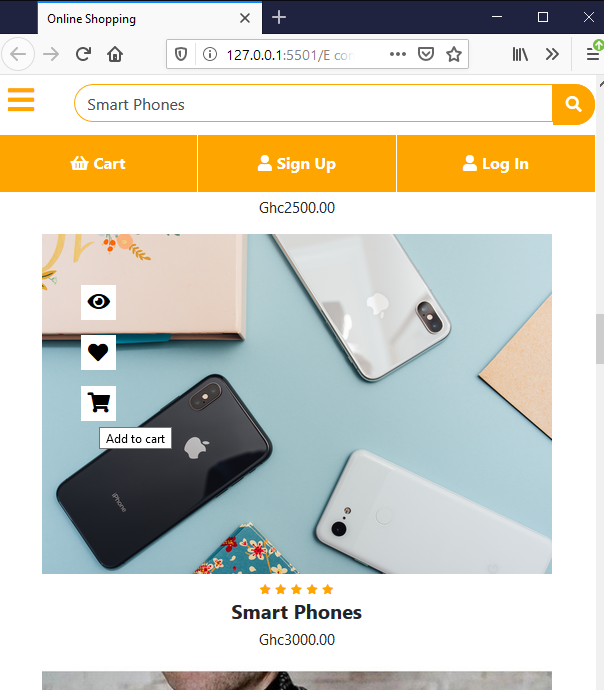 Online Shopping
127.0.0.1:5501/E co
Smart Phones
Cart
Sign Up
Log In
Ghc2500.00
Add to cart
iPhone
Smart Phones
Ghc3000.00